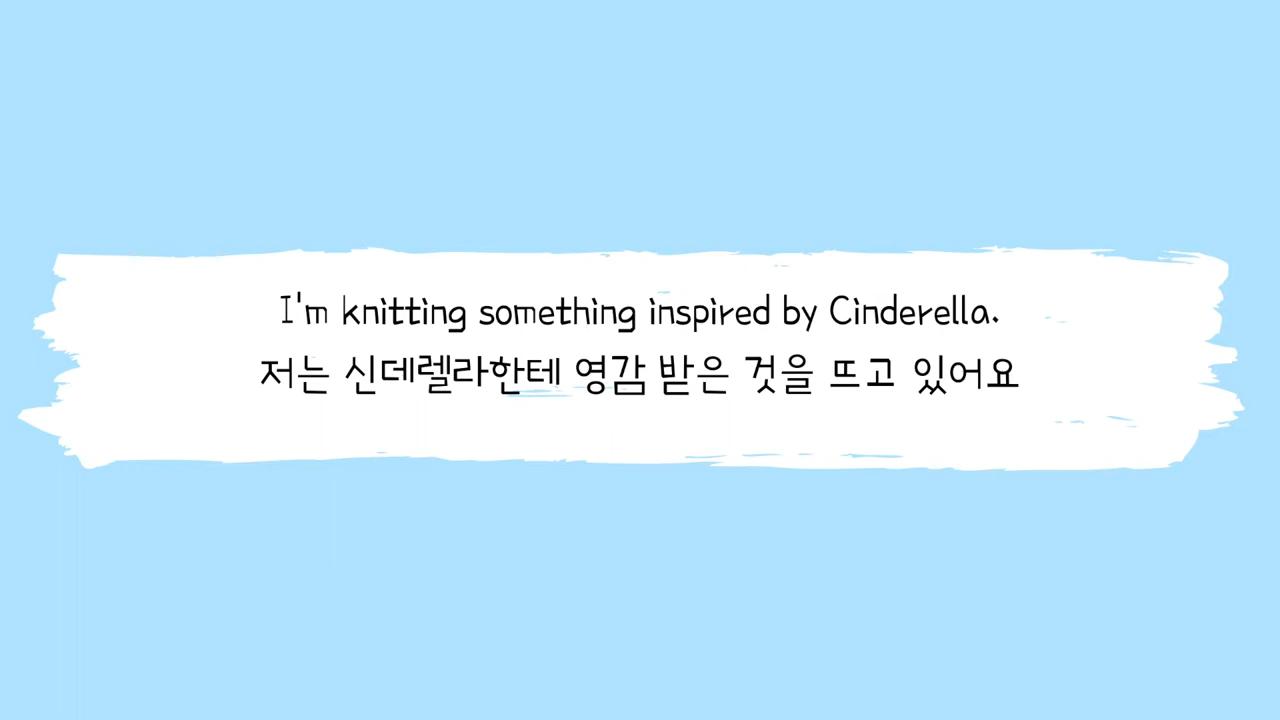 I'm knitting something inspired by Cinderella.
저는 신데렐라한테 영감 받은 것을 뜨고 있어요